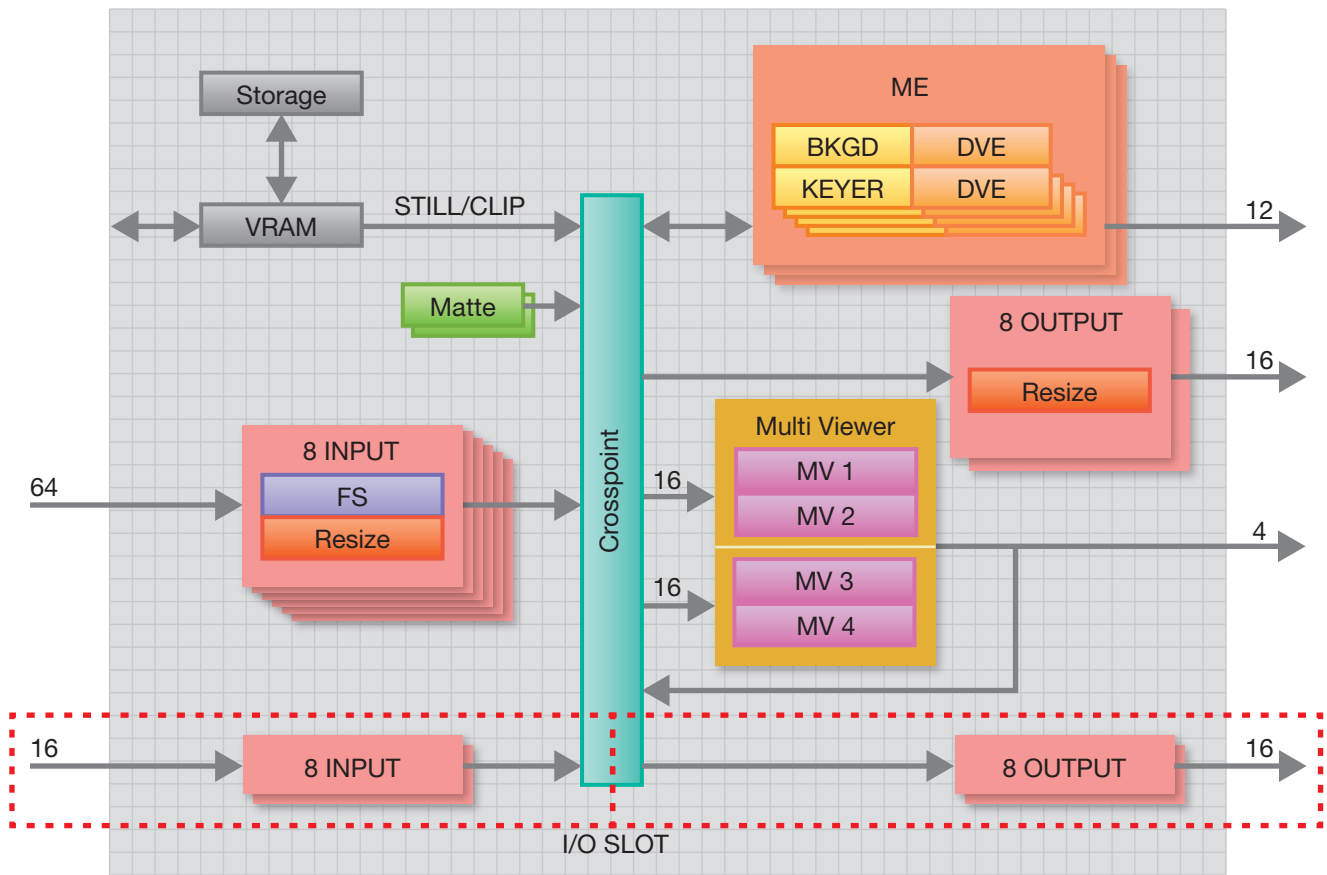 Storage
VRAM
STILL/CLIP
Matte
64
8 INPUT
FS
Resize
Crosspoint
ME
BKGD DVE
KEYER DVE
12
8 OUTPUT
Resize
16
Multi Viewer
16
MV 1
MV 2
16
MV 3
MV 4
4
16
8 INPUT
8 OUTPUT
16
I/O SLOT